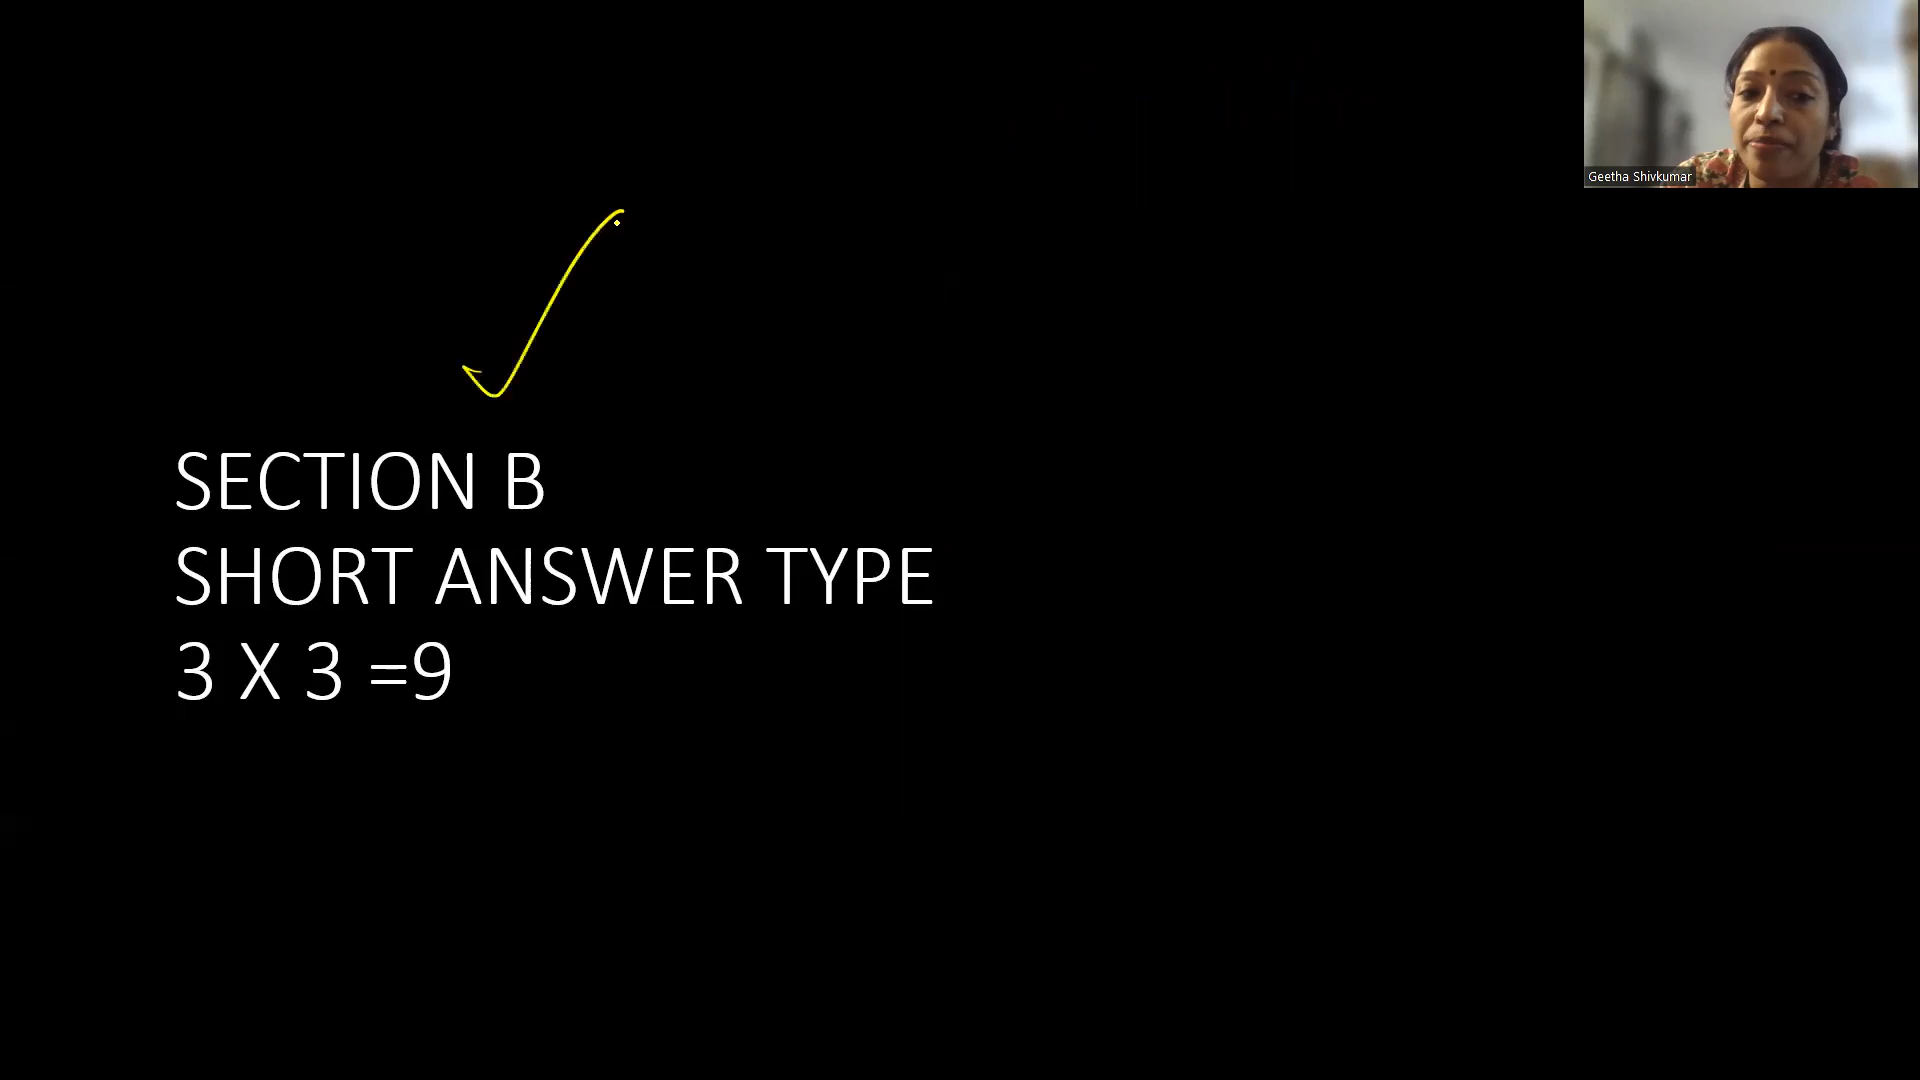 Geetha Shivkumar
SECTION B
SHORT ANSWER TYPE
3 X 3 =9